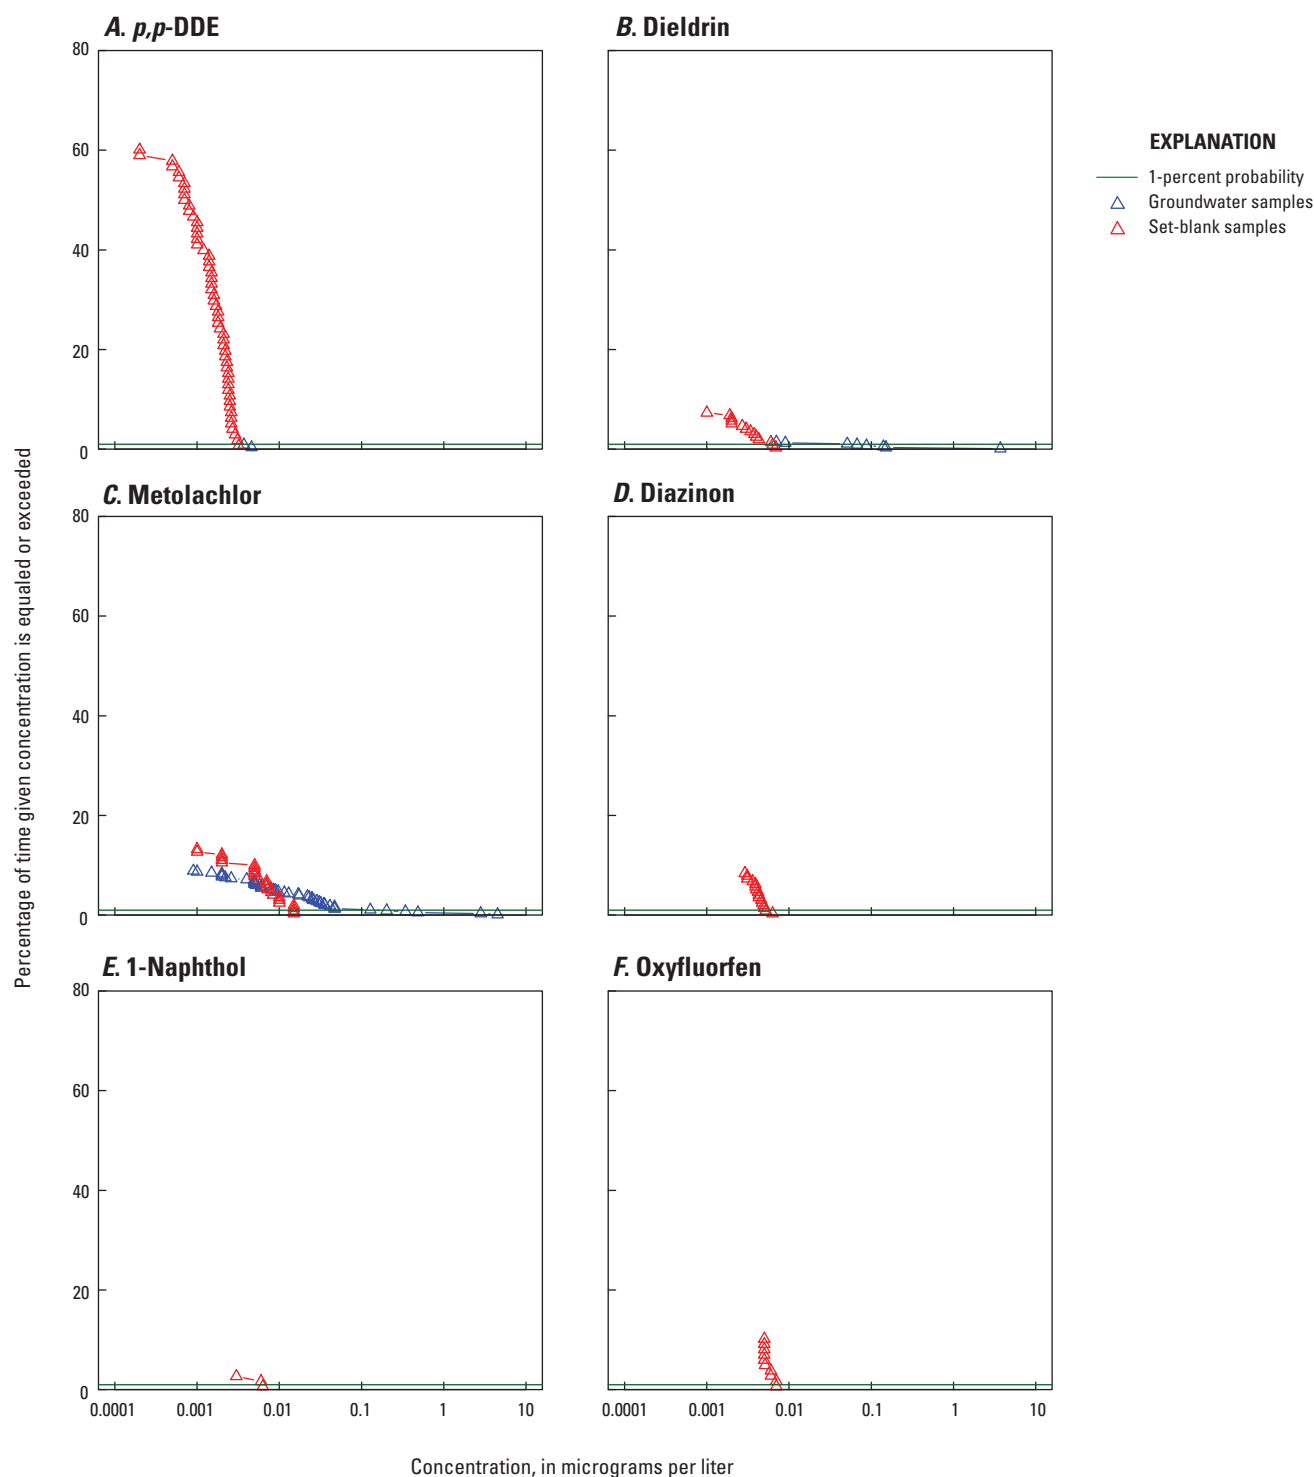 A. p,p-DDE
80
60
40
20
0
B. Dieldrin
EXPLANATION
1-percent probability
Groundwater samples
Set-blank samples
Percentage of time given concentration is equaled or exceeded
C. Metolachlor
80
60
40
20
0
D. Diazinon
E. 1-Naphthol
80
60
40
20
0
0.0001 0.001 0.01 0.1 1 10
F. Oxyfluorfen
0.0001 0.001 0.01 0.1 1 10
Concentration, in micrograms per liter